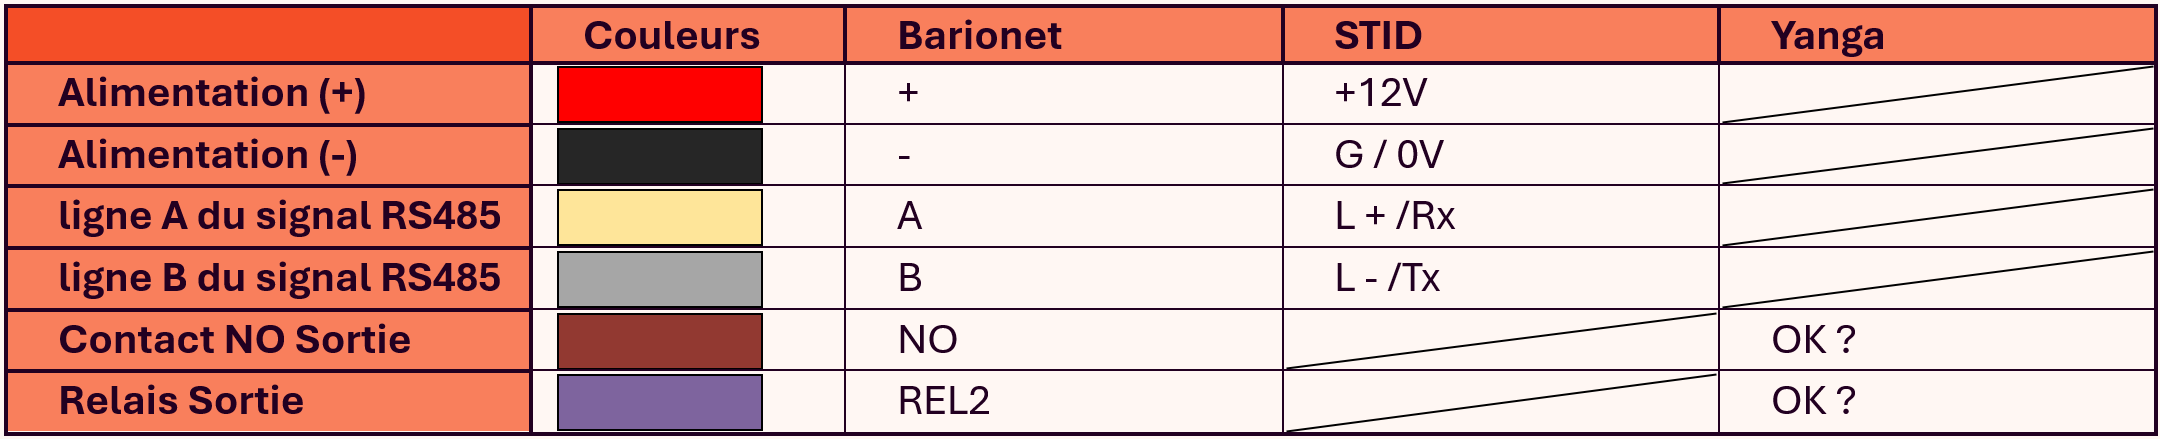 Couleurs Barionet STID Yanga
Alimentation (+) + +12V
Alimentation (-) - G / 0V
ligne A du signal RS485 A L + /Rx
ligne B du signal RS485 B L - /Tx
Contact NO Sortie NO OK ?
Relais Sortie REL2 OK ?